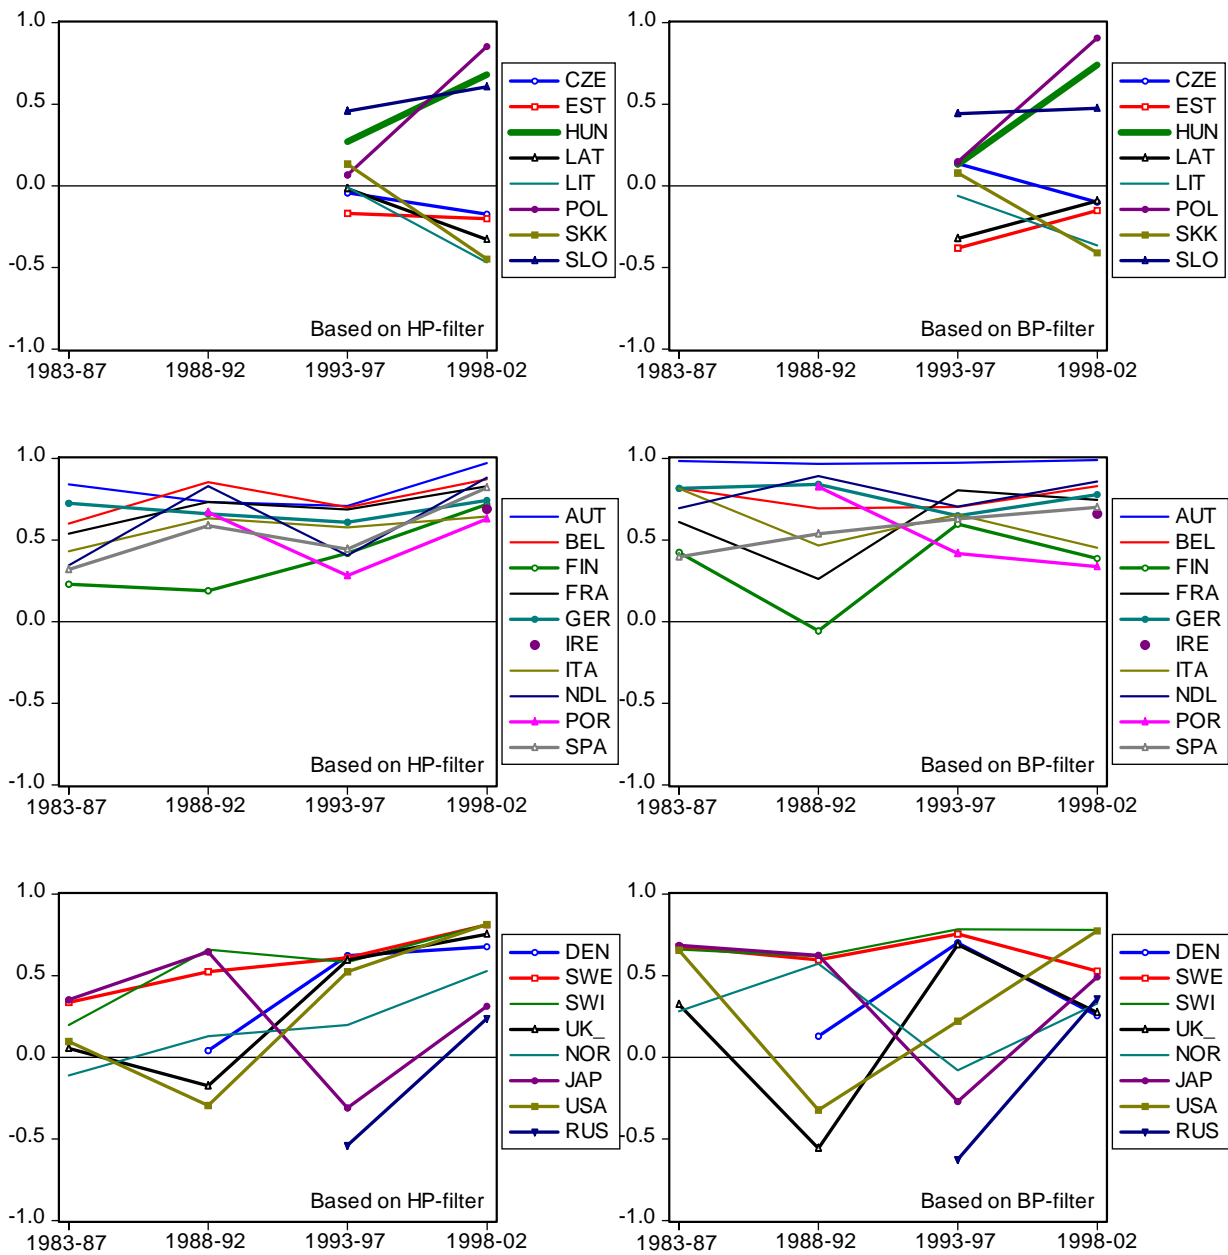 1.0
0.5
0.0
-0.5
-1.0
1983-87 1988-92 1993-97 1998-02
Based on HP-filter
CZE
EST
HUN
LAT
LIT
POL
SKK
SLO
1.0
0.5
0.0
-0.5
-1.0
1983-87 1988-92 1993-97 1998-02
Based on BP-filter
CZE
EST
HUN
LAT
LIT
POL
SKK
SLO
1.0
0.5
0.0
-0.5
-1.0
1983-87 1988-92 1993-97 1998-02
Based on HP-filter
AUT
BEL
FIN
FRA
GER
IRE
ITA
NDL
POR
SPA
1.0
0.5
0.0
-0.5
-1.0
1983-87 1988-92 1993-97 1998-02
Based on BP-filter
AUT
BEL
FIN
FRA
GER
IRE
ITA
NDL
POR
SPA
1.0
0.5
0.0
-0.5
-1.0
1983-87 1988-92 1993-97 1998-02
Based on HP-filter
DEN
SWE
SWI
UK_
NOR
JAP
USA
RUS
1.0
0.5
0.0
-0.5
-1.0
1983-87 1988-92 1993-97 1998-02
Based on BP-filter
DEN
SWE
SWI
UK_
NOR
JAP
USA
RUS